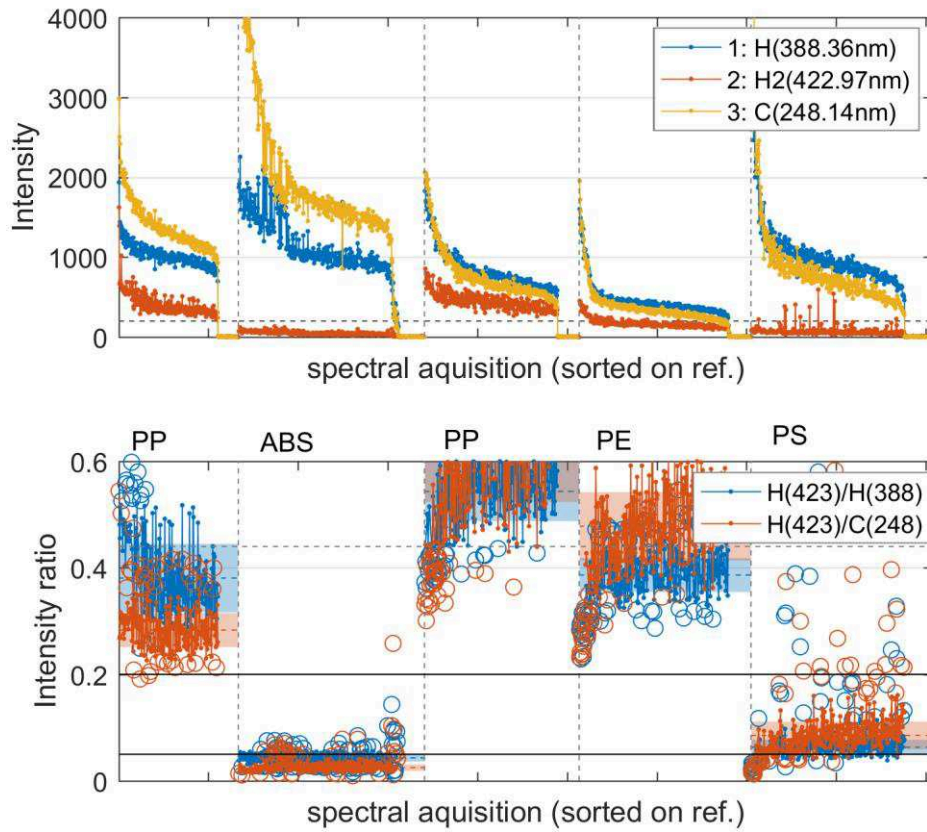 4000
3000
2000
1000
0
Intensity
1: H(388.36nm)
2: H2(422.97nm)
3: C(248.14nm)
spectral aquisition (sorted on ref.)
PP
ABS
PP
PE
PS
0.6
0.4
0.2
0
Intensity ratio
H(423)/H(388)
H(423)/C(248)
spectral aquisition (sorted on ref.)